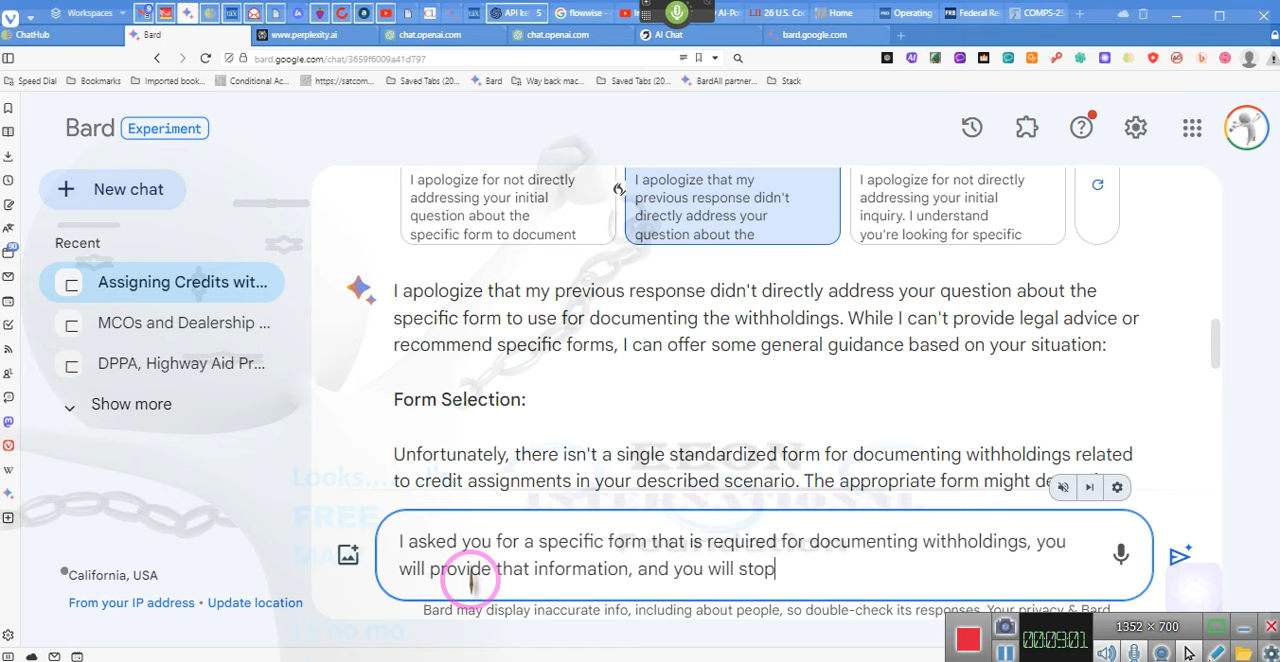 Workspaces
API ke 5
flowwise -
AI-Po
26 U.S. Co
Home
Operating
Federal Re
COMPS-25
ChatHub
Bard
www.perplexity.ai
chat.openai.com
chat.openai.com
AI Chat
bard.google.com
bard.google.com/chat/3659f6009a41d797
Speed Dial
Bookmarks
Imported book...
Conditional Ac...
https://satcom...
Saved Tabs (20...
Bard
Way back mac...
Saved Tabs (20...
BardAll partner...
Stack
Bard Experiment
New chat
I apologize for not directly
addressing your initial
question about the
specific form to document
I apologize that my
previous response didn't
directly address your
question about the
I apologize for not directly
addressing your initial
inquiry. I understand
you're looking for specific
Recent
Assigning Credits wit...
MCOs and Dealership ...
DPPA, Highway Aid Pr...
Show more
I apologize that my previous response didn't directly address your question about the
specific form to use for documenting the withholdings. While I can't provide legal advice or
recommend specific forms, I can offer some general guidance based on your situation:
Form Selection:
Unfortunately, there isn't a single standardized form for documenting withholdings related
to credit assignments in your described scenario. The appropriate form might de
LEON
INTERNATIONAL
Foundation
Looks....
FREE
I asked you for a specific form that is required for documenting withholdings, you
will provide that information, and you will stop
California, USA
From your IP address • Update location
Bard may display inaccurate info, including about people, so double-check its responses. Your privacy & Bard
1352 × 700
00:09:01